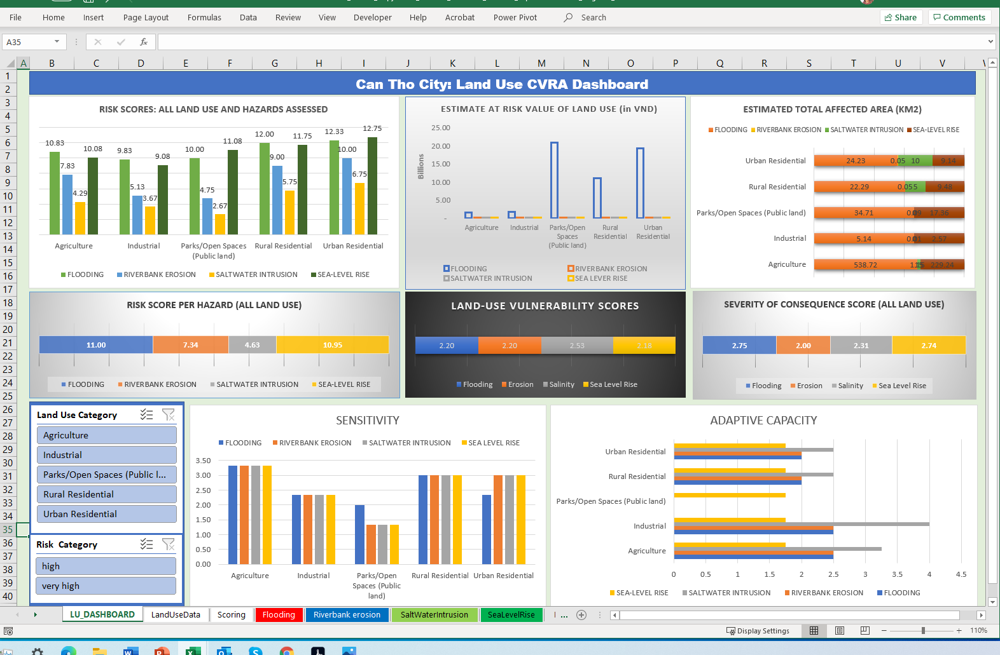 File Home Insert Page Layout Formulas Data Review View Developer Help Acrobat Power Pivot Search Share Comments
A35 fx
A B C D E F G H I J K L M N O P Q R S T U V
1
2
3
4
5
6
7
8
9
10
11
12
13
14
15
16
17
18
19
20
21
22
23
24
25
26
27
28
29
30
31
32
33
34
35
36
37
38
39
40
Can Tho City: Land Use CVRA Dashboard
RISK SCORES: ALL LAND USE AND HAZARDS ASSESSED
10.83 7.83 4.29 10.08
9.83 5.13 3.67 9.08
10.00 4.75 2.67 11.08
12.00 9.00 5.75 11.75
12.33 10.00 6.75 12.75
Agriculture Industrial Parks/Open Spaces (Public land) Rural Residential Urban Residential
FLOODING RIVERBANK EROSION SALTWATER INTRUSION SEA-LEVEL RISE
ESTIMATE AT RISK VALUE OF LAND USE (in VND)
Billions
25.00
20.00
15.00
10.00
5.00
-
Agriculture Industrial Parks/Open Spaces (Public land) Rural Residential Urban Residential
FLOODING RIVERBANK EROSION
SALTWATER INTRUSION SEA LEVER RISE
ESTIMATED TOTAL AFFECTED AREA (KM2)
FLOODING RIVERBANK EROSION SALTWATER INTRUSION SEA-LEVEL RISE
Urban Residential 24.23 0.05 10 9.14
Rural Residential 22.29 0.05 5 9.48
Parks/Open Spaces (Public land) 34.71 17.36
Industrial 5.14 2.57
Agriculture 538.72 229.24
RISK SCORE PER HAZARD (ALL LAND USE)
11.00 7.34 4.63 10.95
FLOODING RIVERBANK EROSION SALTWATER INTRUSION SEA-LEVEL RISE
LAND-USE VULNERABILITY SCORES
2.20 2.20 2.53 2.18
Flooding Erosion Salinity Sea Level Rise
SEVERITY OF CONSEQUENCE SCORE (ALL LAND USE)
2.75 2.00 2.31 2.74
Flooding Erosion Salinity Sea Level Rise
Land Use Category
Agriculture
Industrial
Parks/Open Spaces (Public l...
Rural Residential
Urban Residential
Risk Category
high
very high
SENSITIVITY
FLOODING RIVERBANK EROSION SALTWATER INTRUSION SEA LEVEL RISE
3.50
3.00
2.50
2.00
1.50
1.00
0.50
0.00
Agriculture Industrial Parks/Open Spaces (Public land) Rural Residential Urban Residential
ADAPTIVE CAPACITY
Urban Residential
Rural Residential
Parks/Open Spaces (Public land)
Industrial
Agriculture
0 0.5 1 1.5 2 2.5 3 3.5 4 4.5
SEA-LEVEL RISE SALTWATER INTRUSION RIVERBANK EROSION FLOODING
LU_DASHBOARD LandUseData Scoring Flooding Riverbank erosion SaltWaterIntrusion SeaLevelRise ...
Display Settings 110%